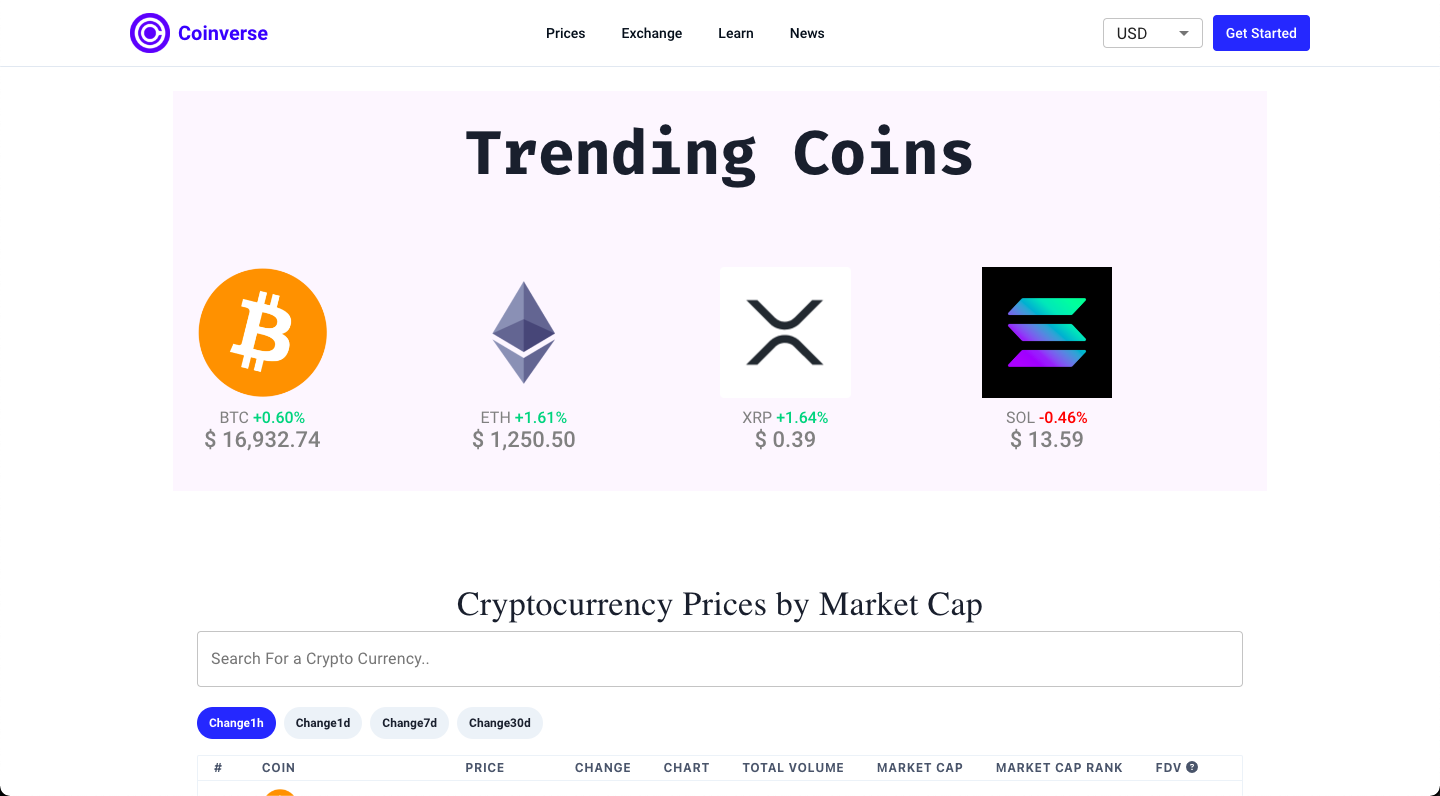 Coinverse
Prices Exchange Learn News
USD
Get Started
Trending Coins
BTC +0.60%
$ 16,932.74
ETH +1.61%
$ 1,250.50
XRP +1.64%
$ 0.39
SOL -0.46%
$ 13.59
Cryptocurrency Prices by Market Cap
Search For a Crypto Currency..
Change1h Change1d Change7d Change30d
# COIN PRICE CHANGE CHART TOTAL VOLUME MARKET CAP MARKET CAP RANK FDV ?